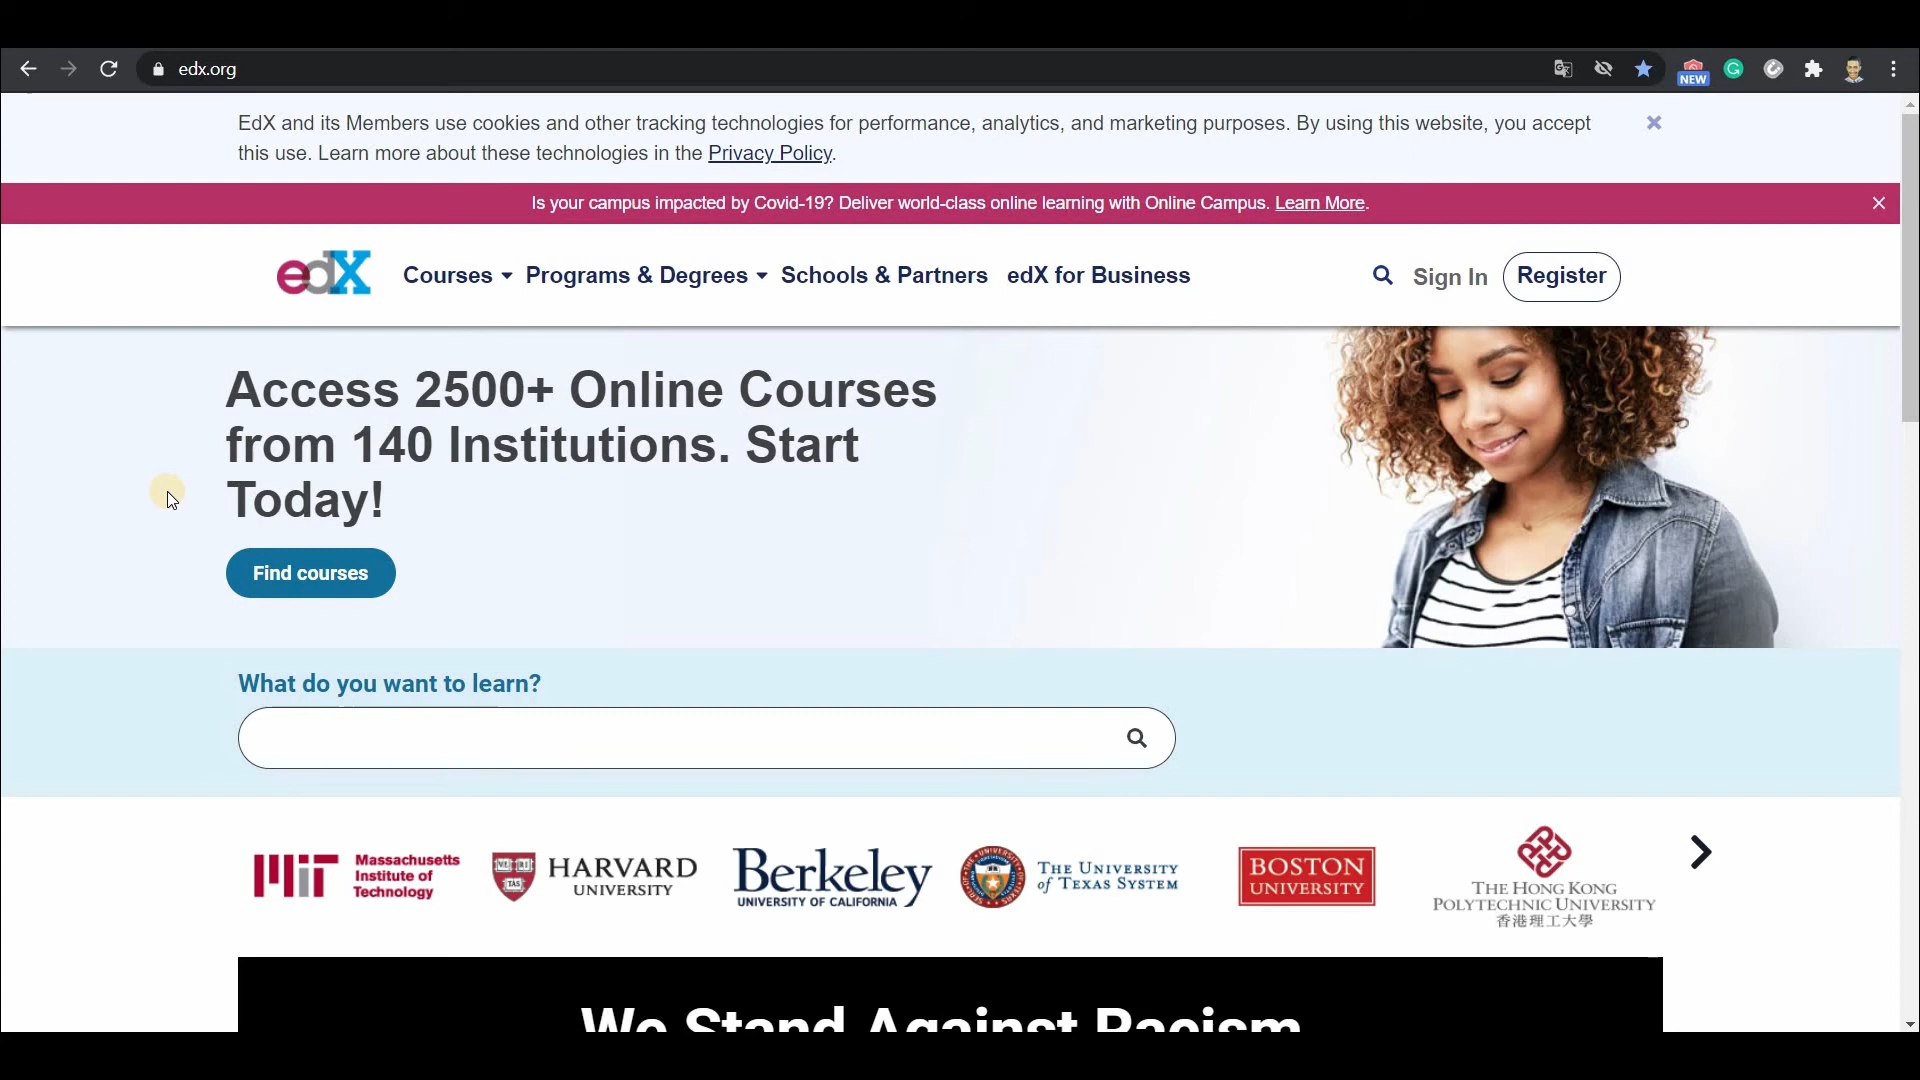 edx.org
NEW
EdX and its Members use cookies and other tracking technologies for performance, analytics, and marketing purposes. By using this website, you accept
this use. Learn more about these technologies in the Privacy Policy.
Is your campus impacted by Covid-19? Deliver world-class online learning with Online Campus. Learn More.
edX Courses Programs & Degrees Schools & Partners edX for Business Sign In Register
Access 2500+ Online Courses
from 140 Institutions. Start
Today!
Find courses
What do you want to learn?
MIT
Massachusetts
Institute of
Technology
VE RI TAS
HARVARD
UNIVERSITY
Berkeley
UNIVERSITY OF CALIFORNIA
THE UNIVERSITY
of TEXAS SYSTEM
BOSTON
UNIVERSITY
THE HONG KONG
POLYTECHNIC UNIVERSITY
香港理工大學
We Stand Against Racism